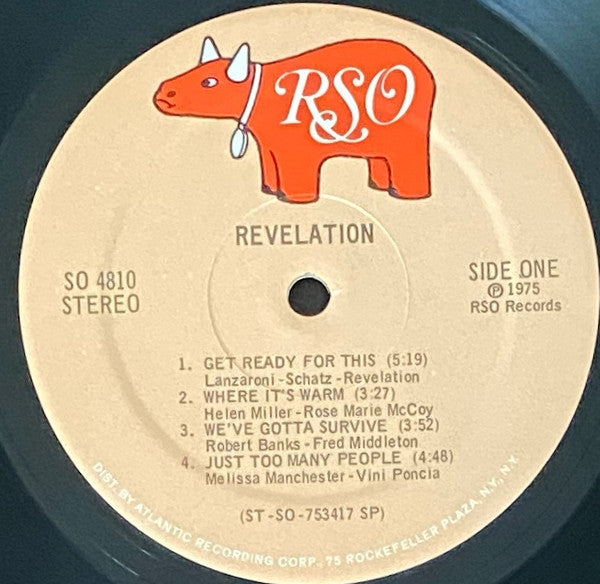 RSO
REVELATION
SO 4810
STEREO
SIDE ONE
℗ 1975
RSO Records
1. GET READY FOR THIS (5:19)
Lanzaroni - Schatz - Revelation
2. WHERE IT'S WARM (3:27)
Helen Miller - Rose Marie McCoy
3. WE'VE GOTTA SURVIVE (3:52)
Robert Banks - Fred Middleton
4. JUST TOO MANY PEOPLE (4:48)
Melissa Manchester - Vini Poncia
(ST-SO-753417 SP)
DIST. BY ATLANTIC RECORDING CORP., 75 ROCKEFELLER PLAZA, N.Y., N.Y.